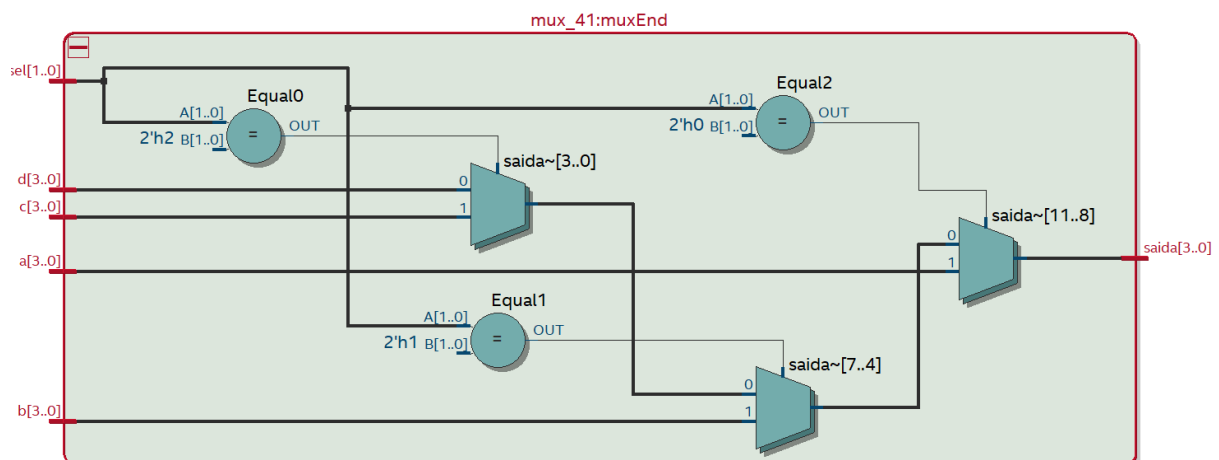 mux_41:muxEnd
sel[1..0]
Equal0
Equal2
A[1..0]
OUT
2'h2 B[1..0]
=
A[1..0]
OUT
2'h0 B[1..0]
=
saida~[3..0]
d[3..0]
0
c[3..0]
1
saida~[11..8]
0
a[3..0]
1
saida[3..0]
Equal1
A[1..0]
OUT
2'h1 B[1..0]
=
saida~[7..4]
0
b[3..0]
1